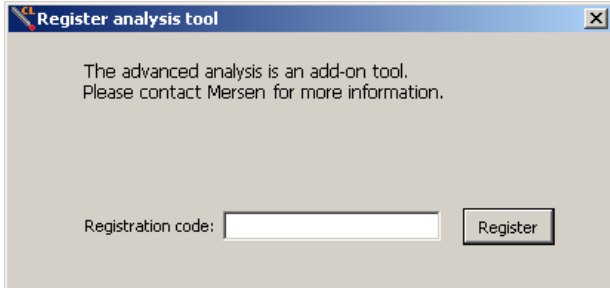 CL
Register analysis tool
The advanced analysis is an add-on tool.
Please contact Mersen for more information.
Registration code:
Register